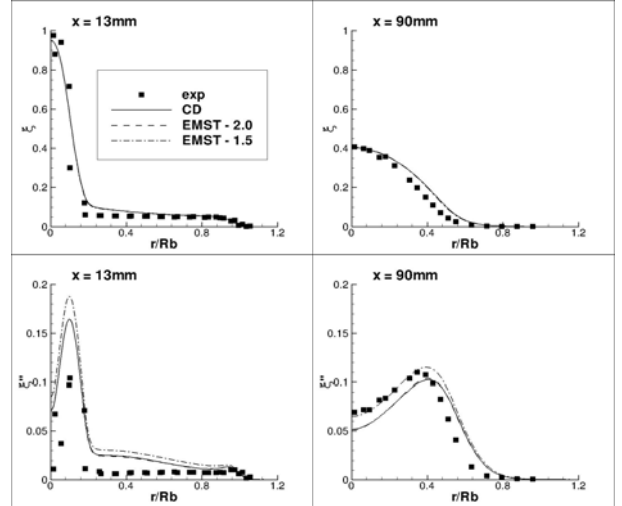 x = 13mm
1
0.8
0.6
0.4
0.2
0
ξ
exp
CD
EMST - 2.0
EMST - 1.5
0 0.4 0.8 1.2
r/Rb
x = 90mm
1
0.8
0.6
0.4
0.2
0
ξ
0 0.4 0.8 1.2
r/Rb
x = 13mm
0.2
0.15
0.1
0.05
0
ξ"
0 0.4 0.8 1.2
r/Rb
x = 90mm
0.2
0.15
0.1
0.05
0
ξ"
0 0.4 0.8 1.2
r/Rb